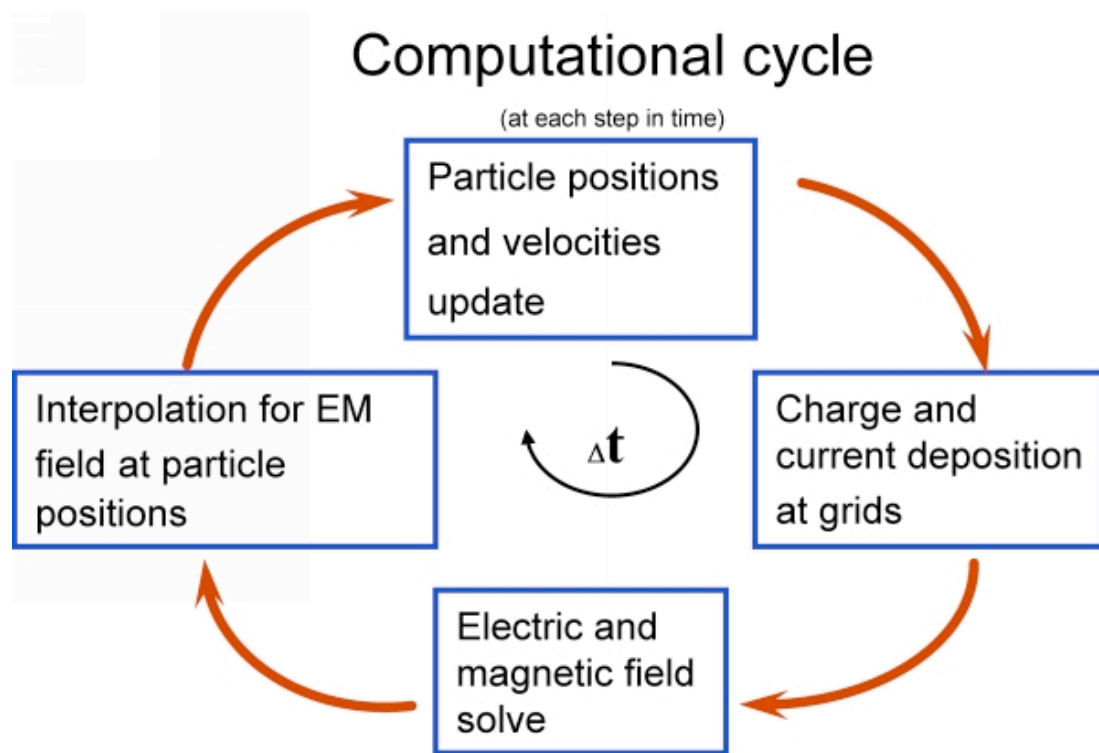 Computational cycle
(at each step in time)
Particle positions
and velocities
update
Interpolation for EM
field at particle
positions
Δt
Charge and
current deposition
at grids
Electric and
magnetic field
solve